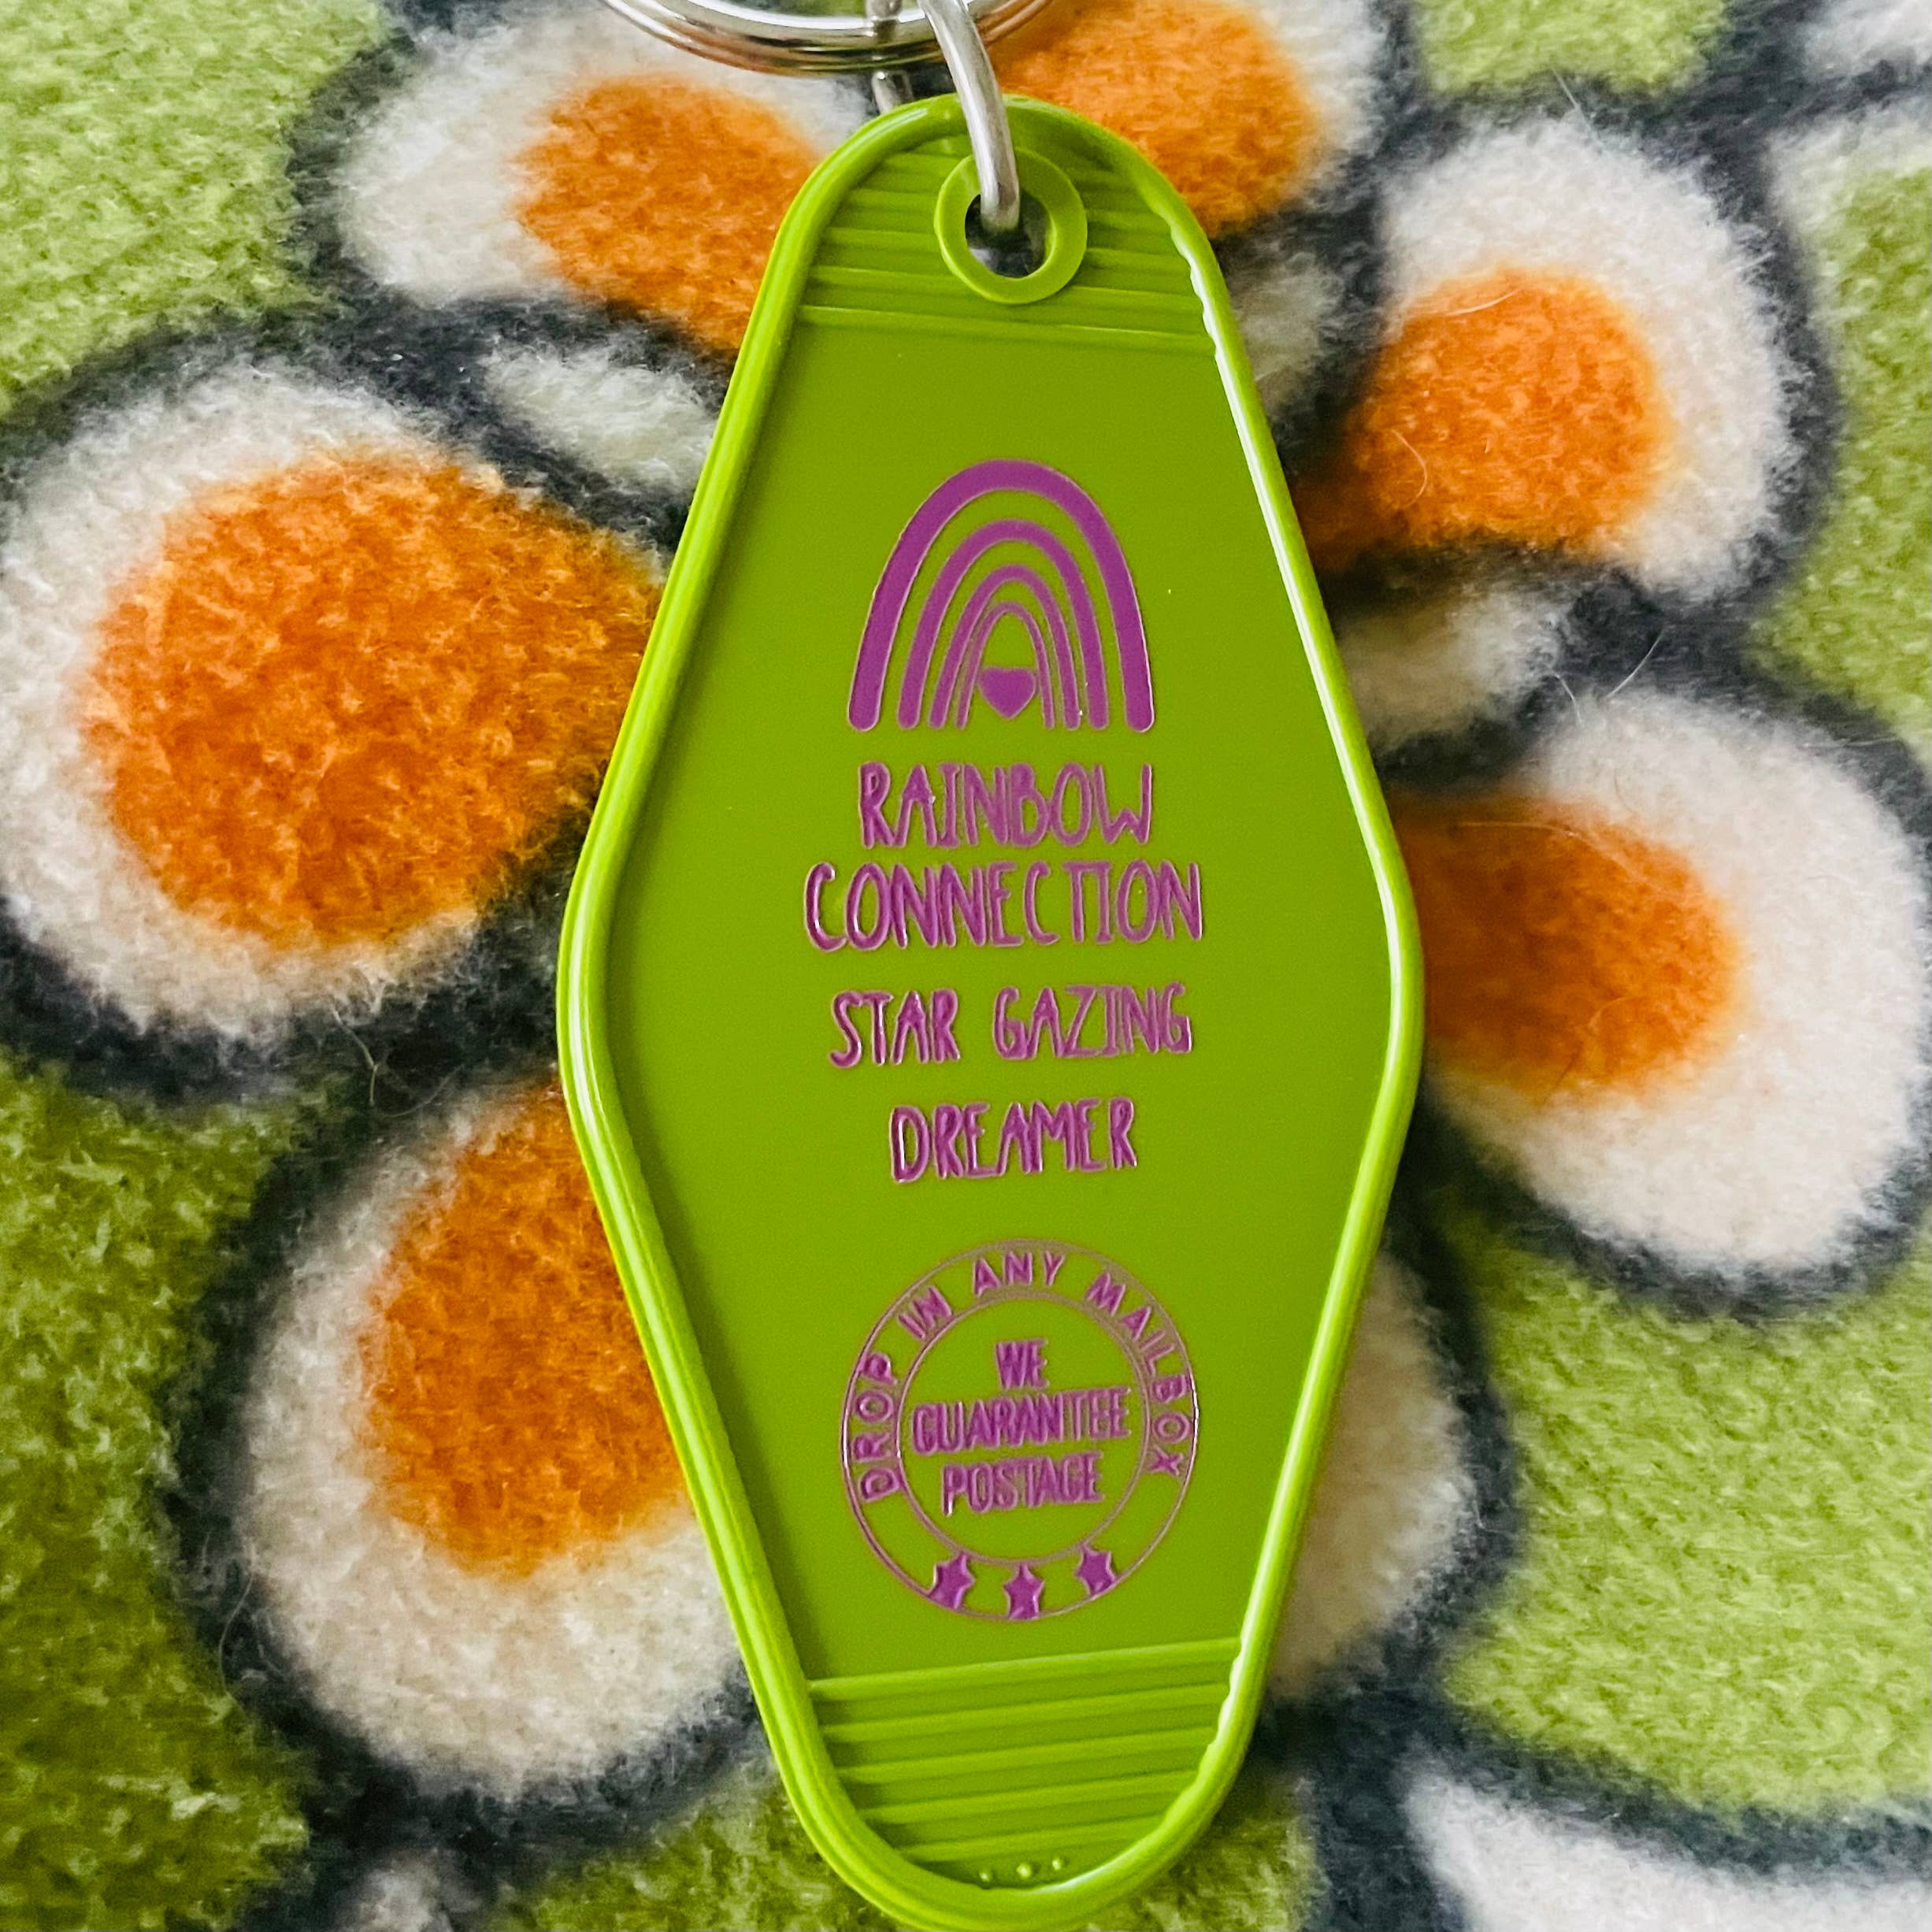 RAINBOW
CONNECTION
STAR GAZING
DREAMER
DROP IN ANY MAILBOX
WE
GUARANTEE
POSTAGE